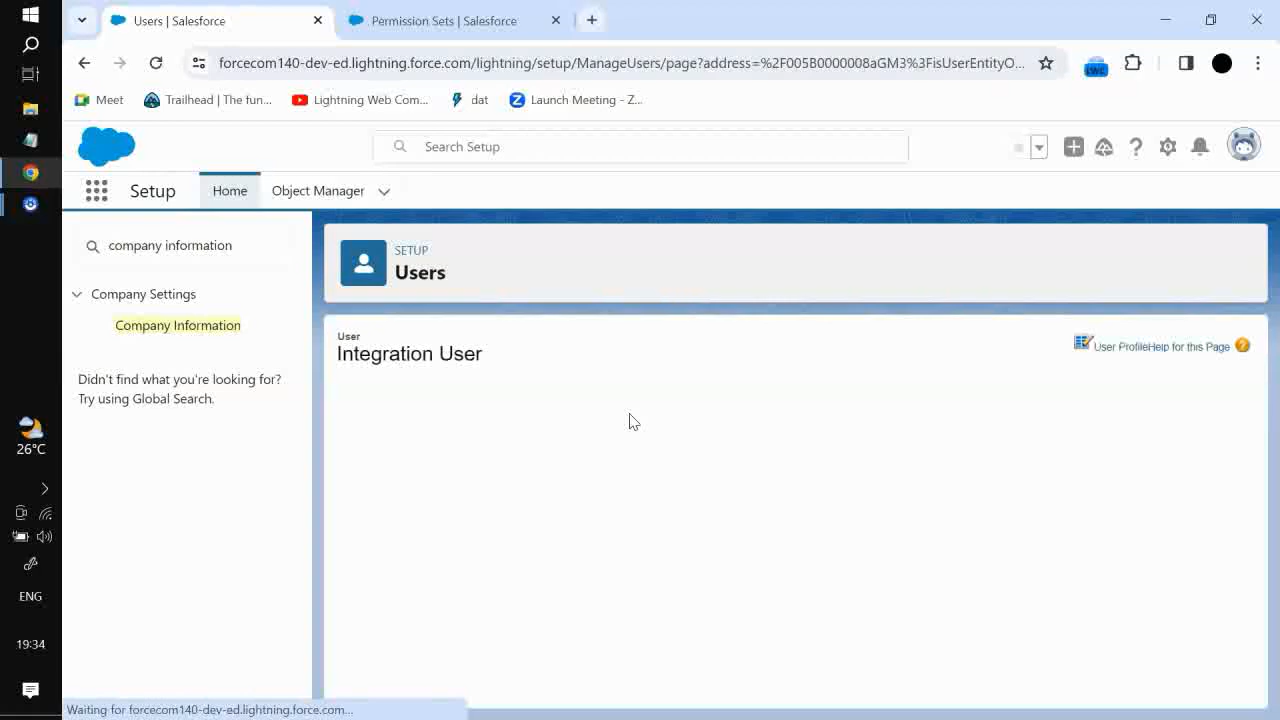 Users | Salesforce
Permission Sets | Salesforce
forcecom140-dev-ed.lightning.force.com/lightning/setup/ManageUsers/page?address=%2F005B0000008aGM3%3FisUserEntityO...
LWC
Meet
Trailhead | The fun...
Lightning Web Com...
dat
Launch Meeting - Z...
Search Setup
Setup
Home
Object Manager
company information
Company Settings
Company Information
Didn't find what you're looking for?
Try using Global Search.
SETUP
Users
User
Integration User
User Profile
Help for this Page
26°C
ENG
19:34
Waiting for forcecom140-dev-ed.lightning.force.com...